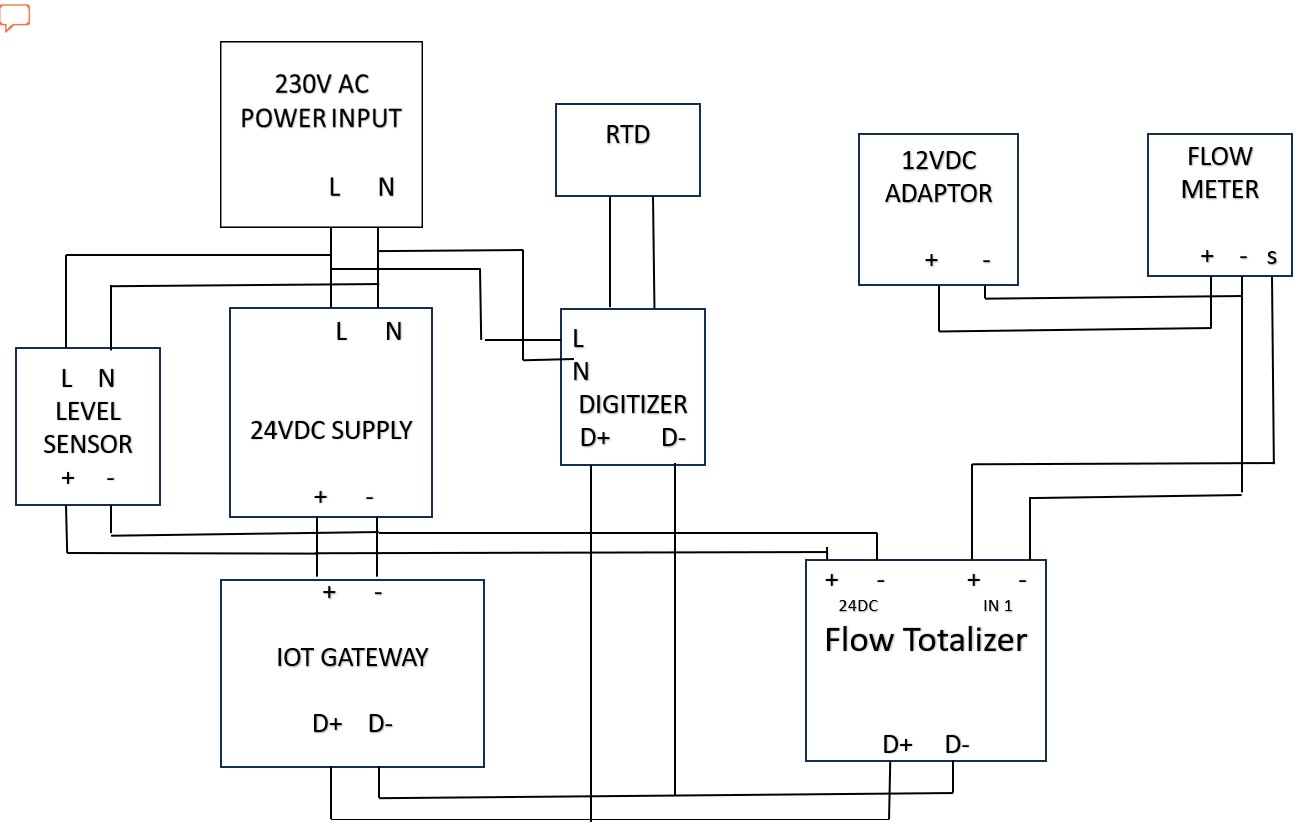 230V AC
POWER INPUT
L N
RTD
12VDC
ADAPTOR
+ -
FLOW
METER
+ - s
L N
24VDC SUPPLY
+ -
L
N
DIGITIZER
D+ D-
L N
LEVEL
SENSOR
+ -
+ -
IOT GATEWAY
D+ D-
+ - + -
24DC IN 1
Flow Totalizer
D+ D-